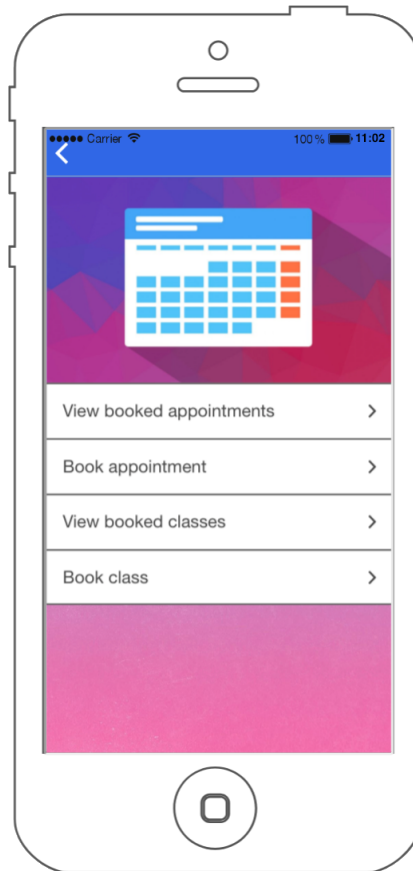 Carrier 100% 11:02
View booked appointments
Book appointment
View booked classes
Book class